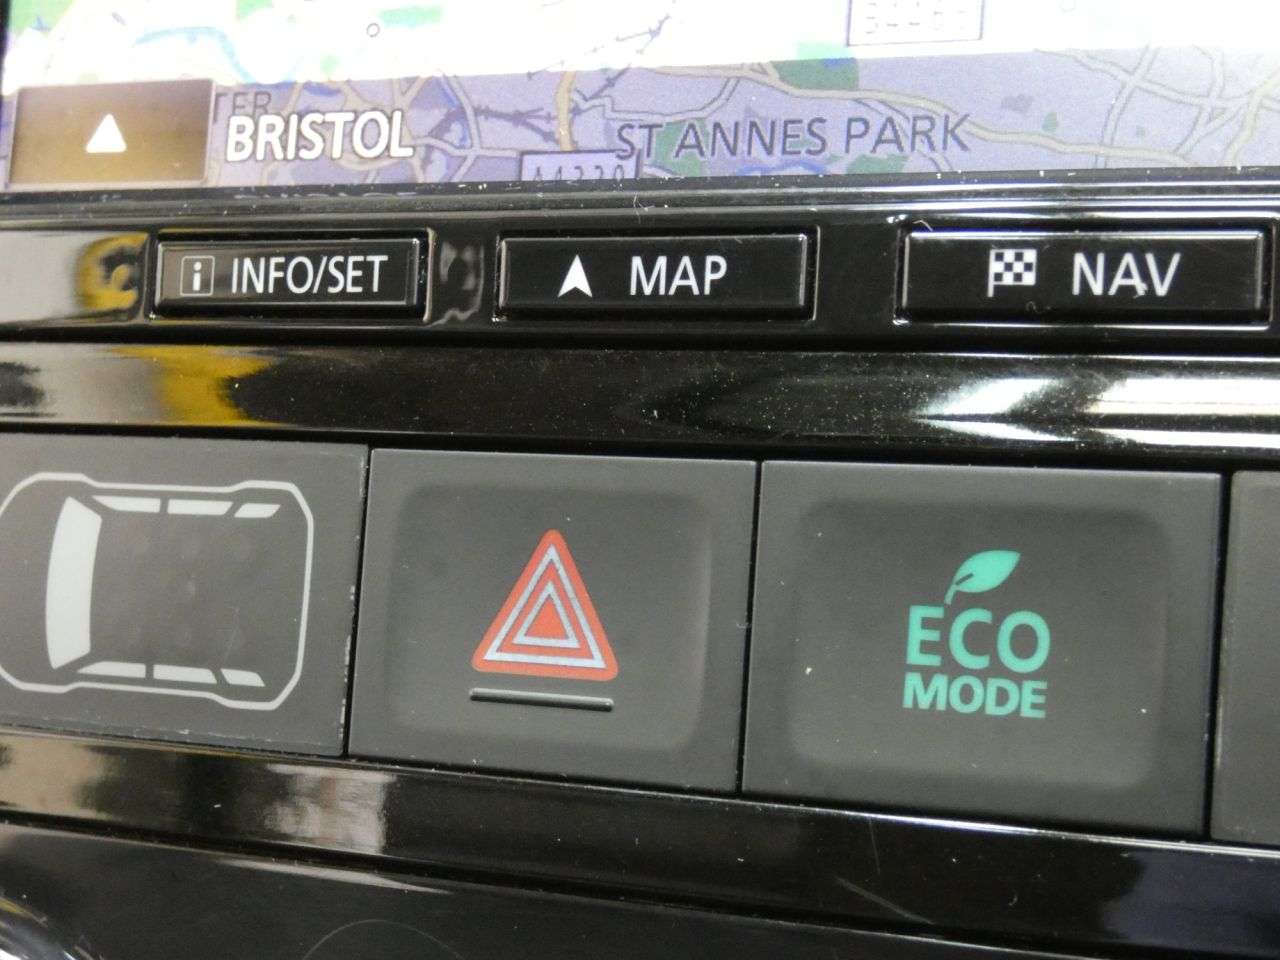 BRISTOL
ST ANNES PARK
INFO/SET
MAP
NAV
ECO
MODE